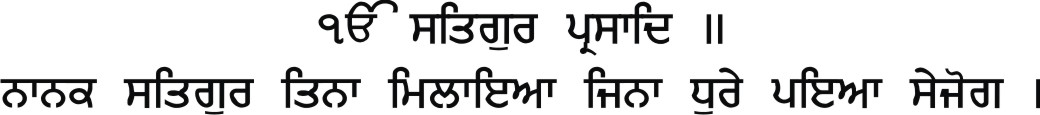 ੴ ਸਤਿਗੁਰ ਪ੍ਰਸਾਦਿ ॥
ਨਾਨਕ ਸਤਿਗੁਰ ਤਿਨਾ ਮਿਲਾਇਆ ਜਿਨਾ ਧੁਰੇ ਪਇਆ ਸੇਜੋਗ ।